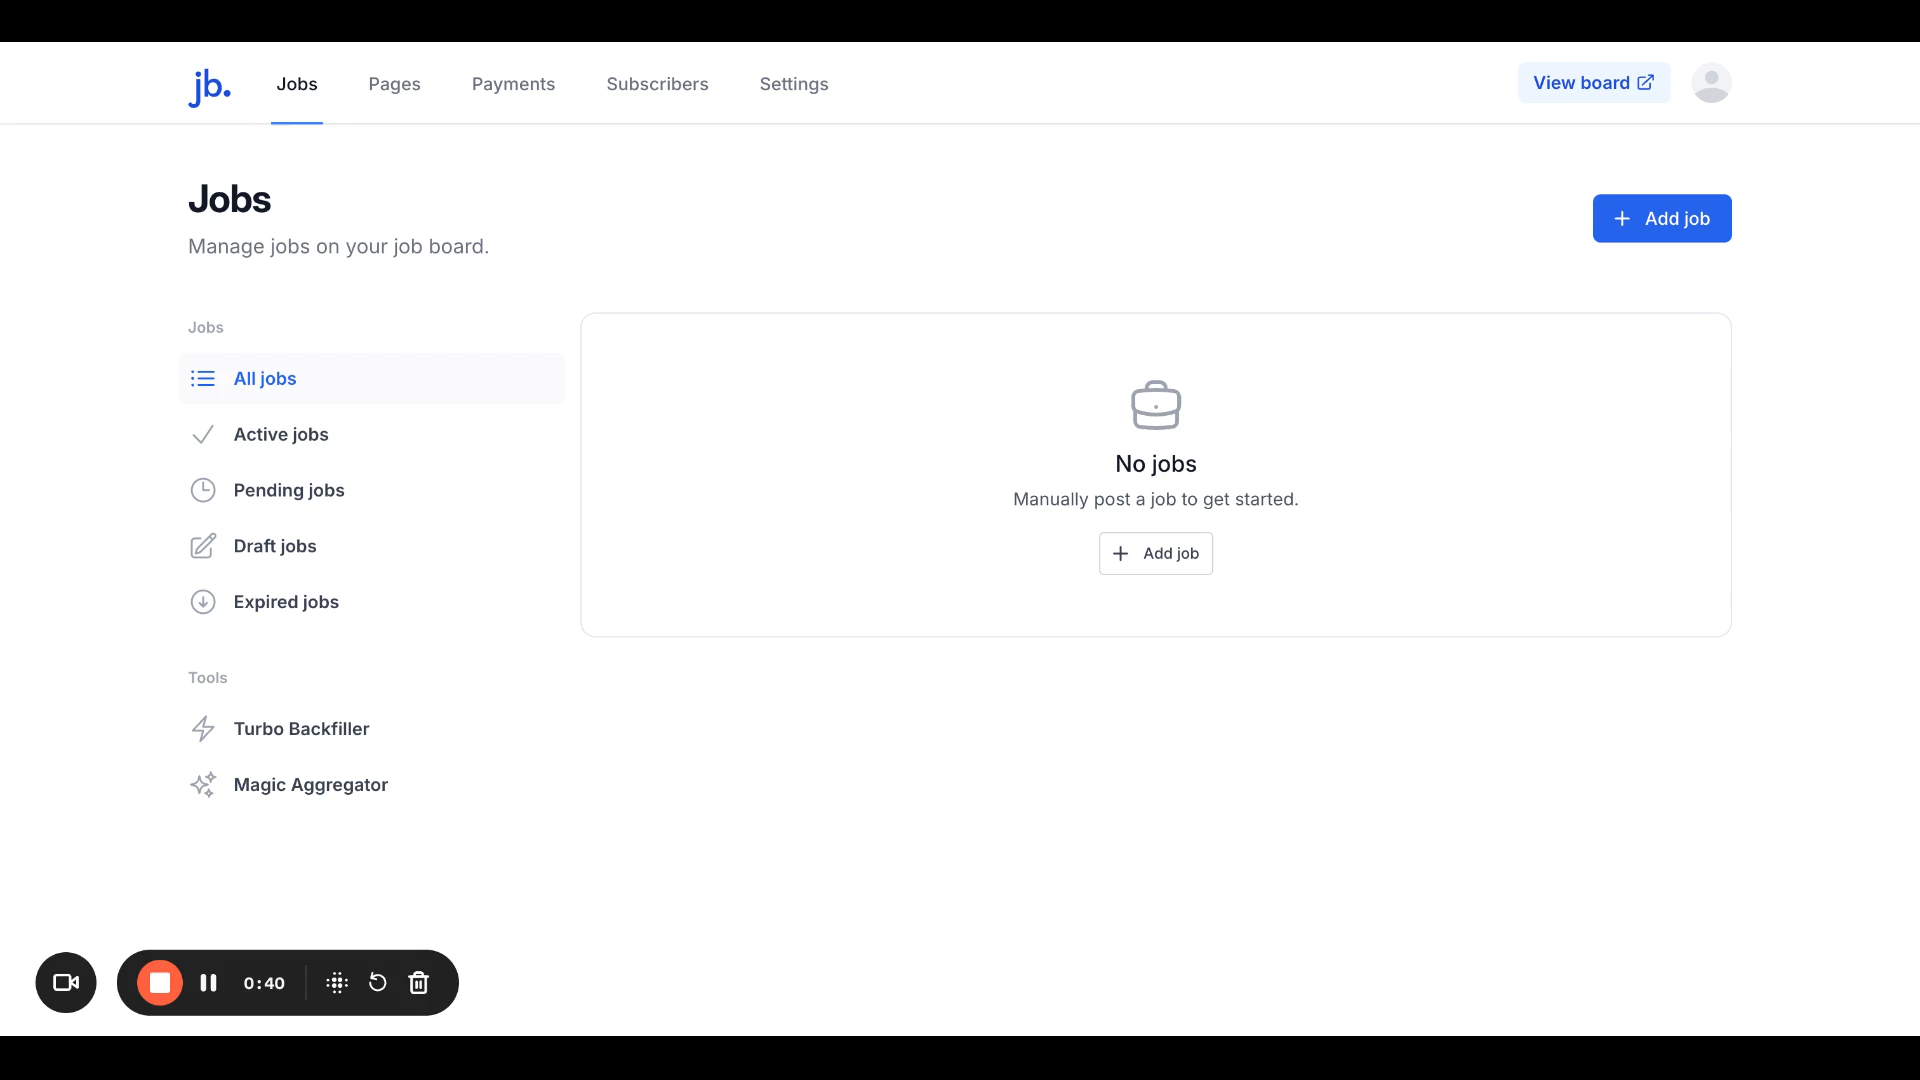 jb. Jobs Pages Payments Subscribers Settings View board
Jobs
Manage jobs on your job board.
+ Add job
Jobs
All jobs
Active jobs
Pending jobs
Draft jobs
Expired jobs
Tools
Turbo Backfiller
Magic Aggregator
No jobs
Manually post a job to get started.
+ Add job
0:40